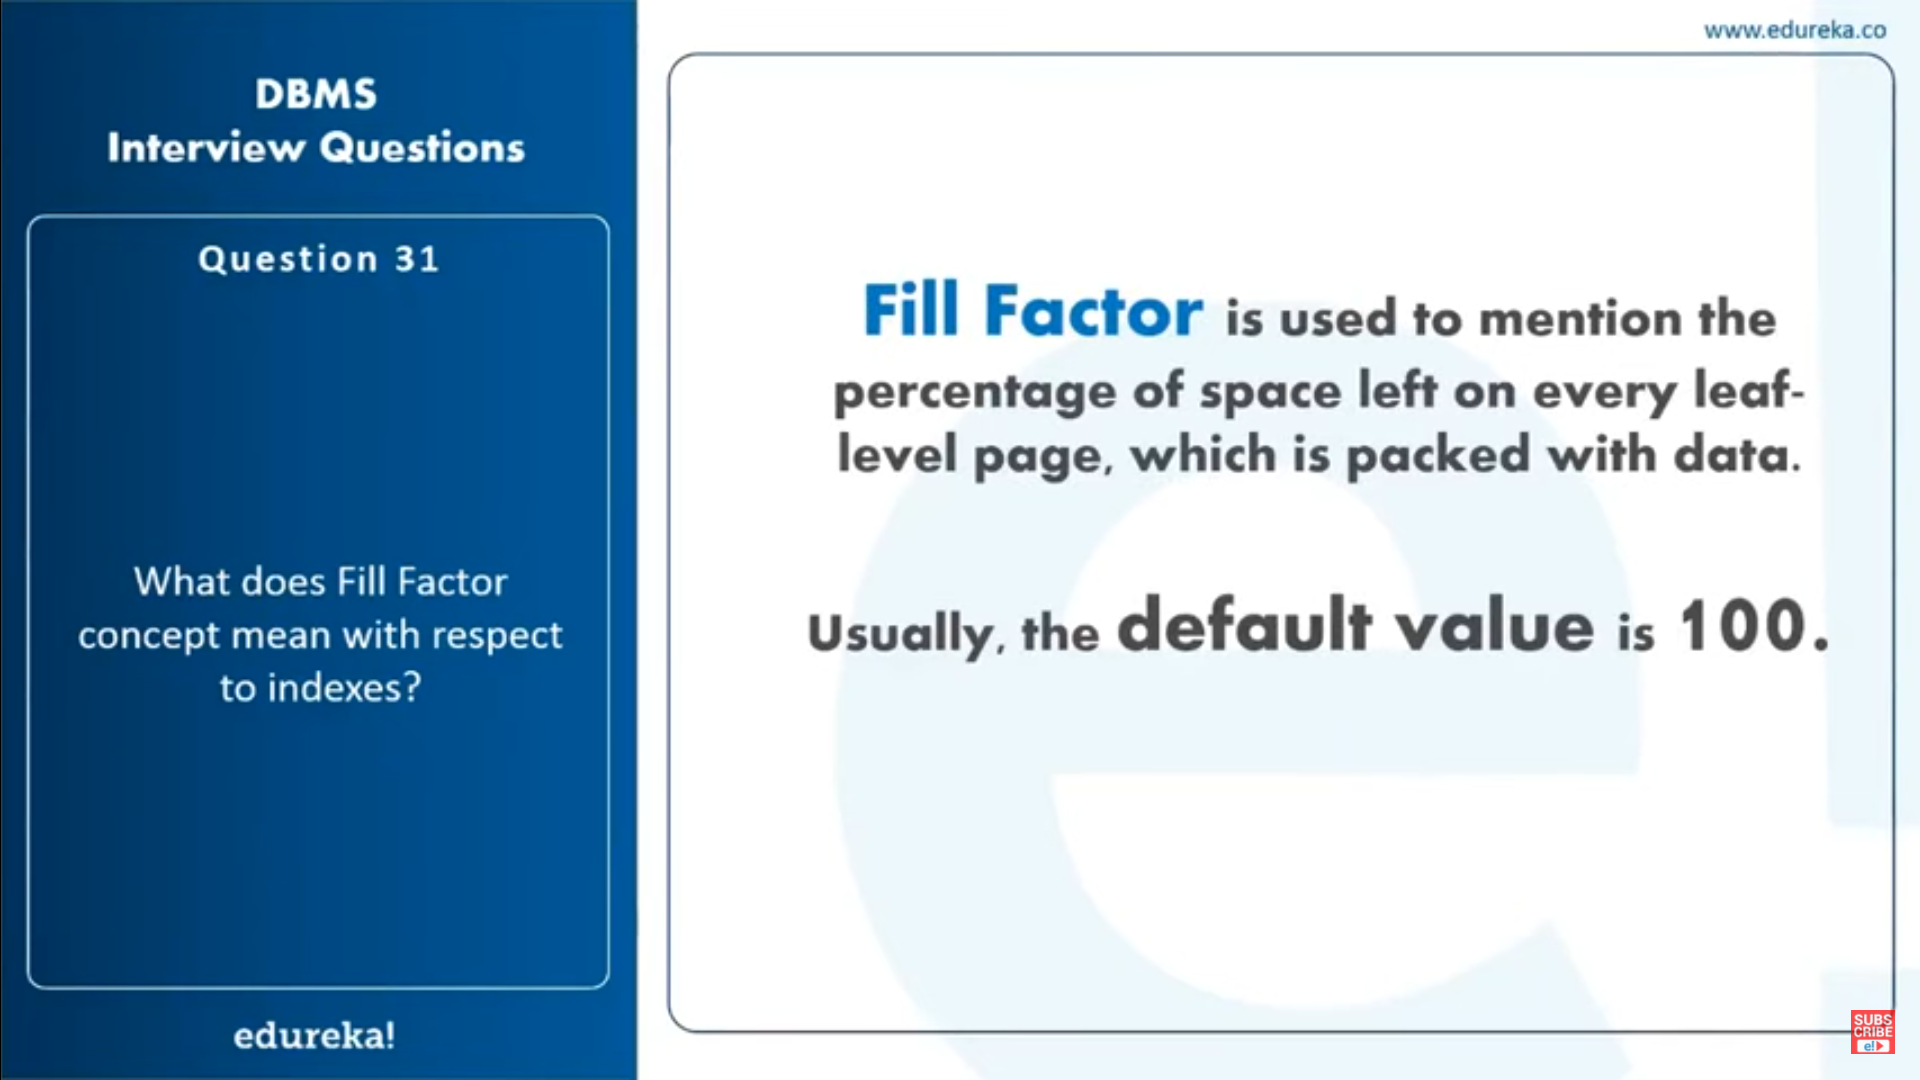 www.edureka.co
DBMS
Interview Questions
Question 31
What does Fill Factor
concept mean with respect
to indexes?
edureka!
Fill Factor is used to mention the
percentage of space left on every leaf-
level page, which is packed with data.
Usually, the default value is 100.
SUBS
CRIBE
e!